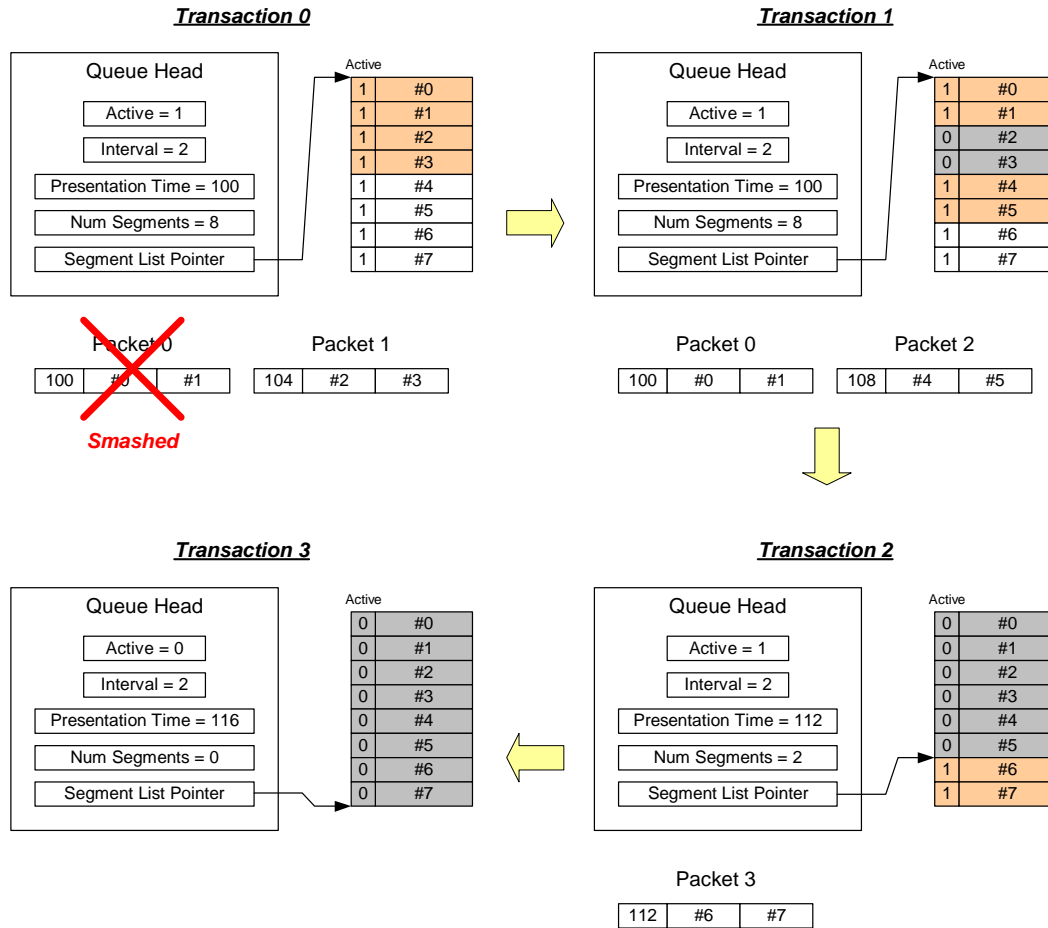 Transaction 0
Queue Head
Active = 1
Interval = 2
Presentation Time = 100
Num Segments = 8
Segment List Pointer
Active
1 #0
1 #1
1 #2
1 #3
1 #4
1 #5
1 #6
1 #7
Packet 0
100 #0 #1
Smashed
Packet 1
104 #2 #3
Transaction 1
Queue Head
Active = 1
Interval = 2
Presentation Time = 100
Num Segments = 8
Segment List Pointer
Active
1 #0
1 #1
0 #2
0 #3
1 #4
1 #5
1 #6
1 #7
Packet 0
100 #0 #1
Packet 2
108 #4 #5
Transaction 3
Queue Head
Active = 0
Interval = 2
Presentation Time = 116
Num Segments = 0
Segment List Pointer
Active
0 #0
0 #1
0 #2
0 #3
0 #4
0 #5
0 #6
0 #7
Transaction 2
Queue Head
Active = 1
Interval = 2
Presentation Time = 112
Num Segments = 2
Segment List Pointer
Active
0 #0
0 #1
0 #2
0 #3
0 #4
0 #5
1 #6
1 #7
Packet 3
112 #6 #7